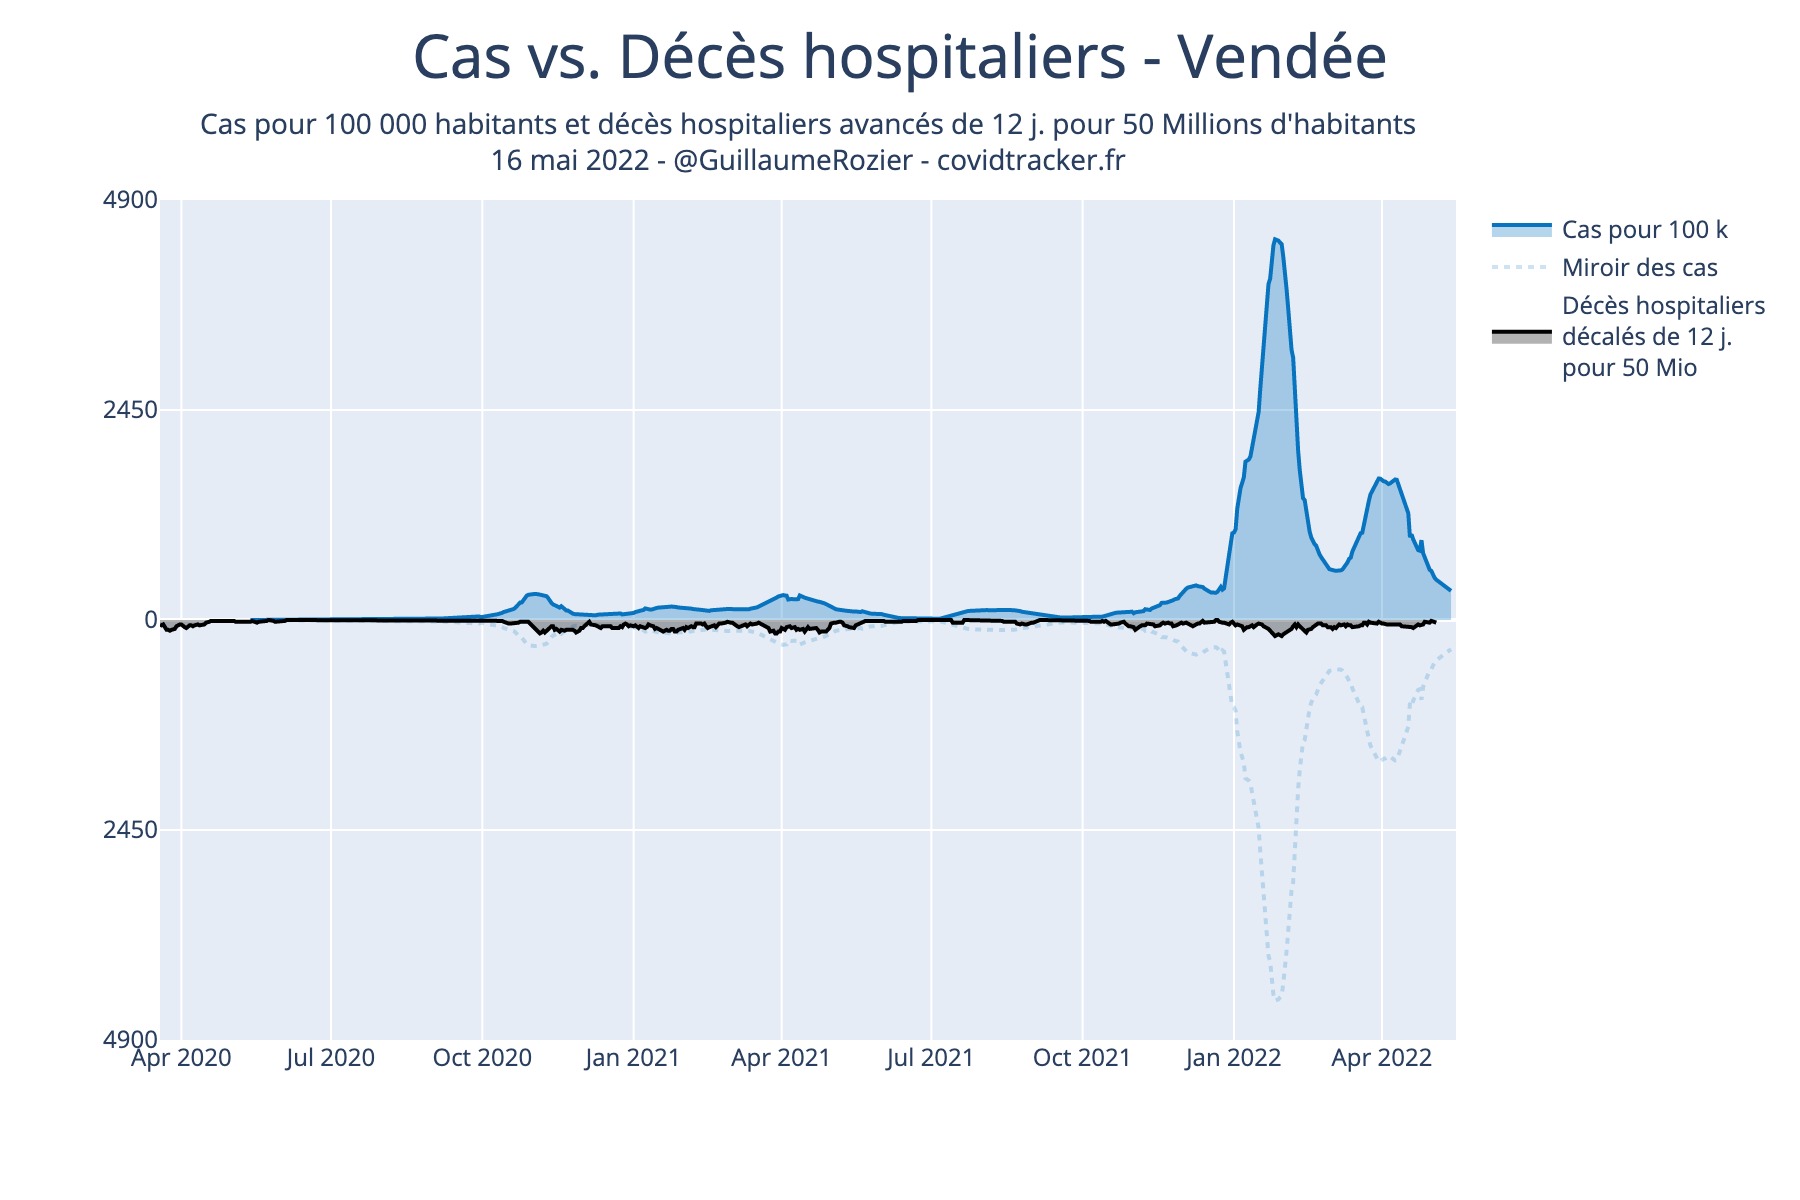 Cas vs. Décès hospitaliers - Vendée
Cas pour 100 000 habitants et décès hospitaliers avancés de 12 j. pour 50 Millions d'habitants
16 mai 2022 - @GuillaumeRozier - covidtracker.fr
4900
2450
0
2450
4900
Apr 2020
Jul 2020
Oct 2020
Jan 2021
Apr 2021
Jul 2021
Oct 2021
Jan 2022
Apr 2022
Cas pour 100 k
Miroir des cas
Décès hospitaliers
décalés de 12 j.
pour 50 Mio